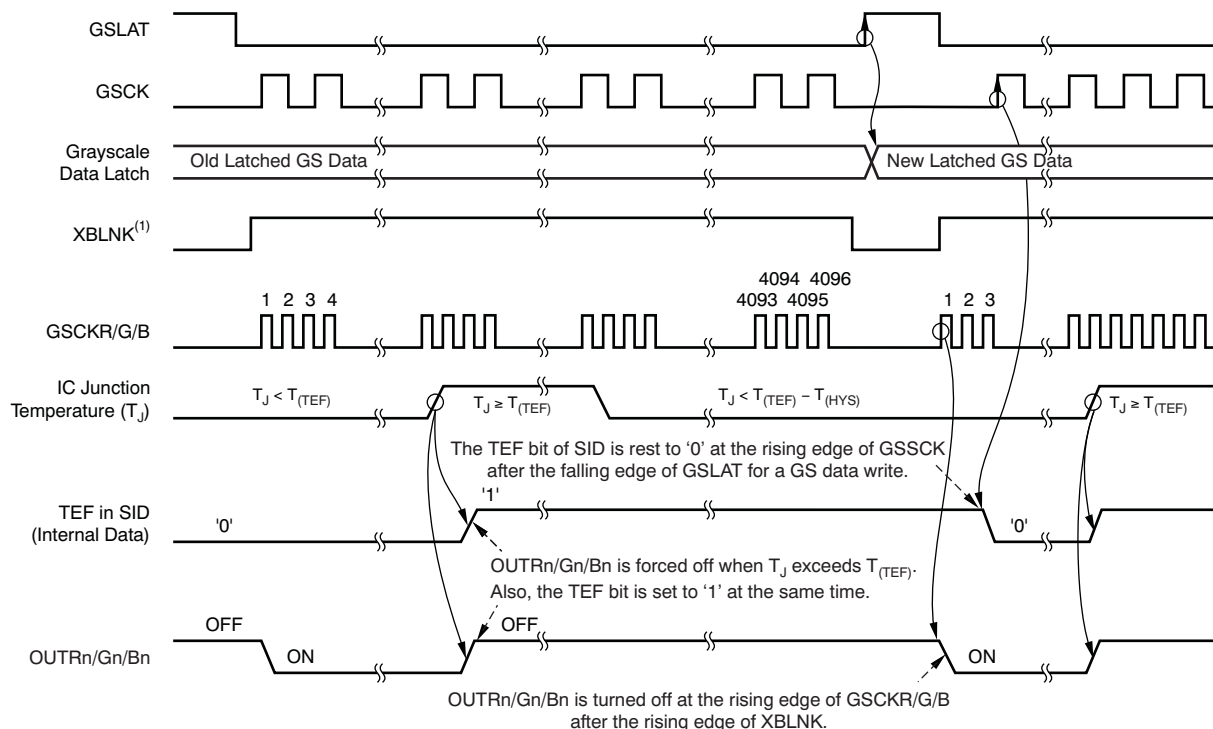 GSLAT
GSCK
Grayscale
Data Latch
Old Latched GS Data
New Latched GS Data
XBLNK(1)
4094 4096
1 2 3 4
4093 4095
1 2 3
GSCKR/G/B
IC Junction
Temperature (TJ)
TJ < T(TEF)
TJ ≥ T(TEF)
TJ < T(TEF) – T(HYS)
TJ ≥ T(TEF)
The TEF bit of SID is rest to ‘0’ at the rising edge of GSSCK
after the falling edge of GSLAT for a GS data write.
TEF in SID
(Internal Data)
'0'
'1'
'0'
OUTRn/Gn/Bn is forced off when TJ exceeds T(TEF).
Also, the TEF bit is set to ‘1’ at the same time.
OFF
OFF
OUTRn/Gn/Bn
ON
ON
OUTRn/Gn/Bn is turned off at the rising edge of GSCKR/G/B
after the rising edge of XBLNK.